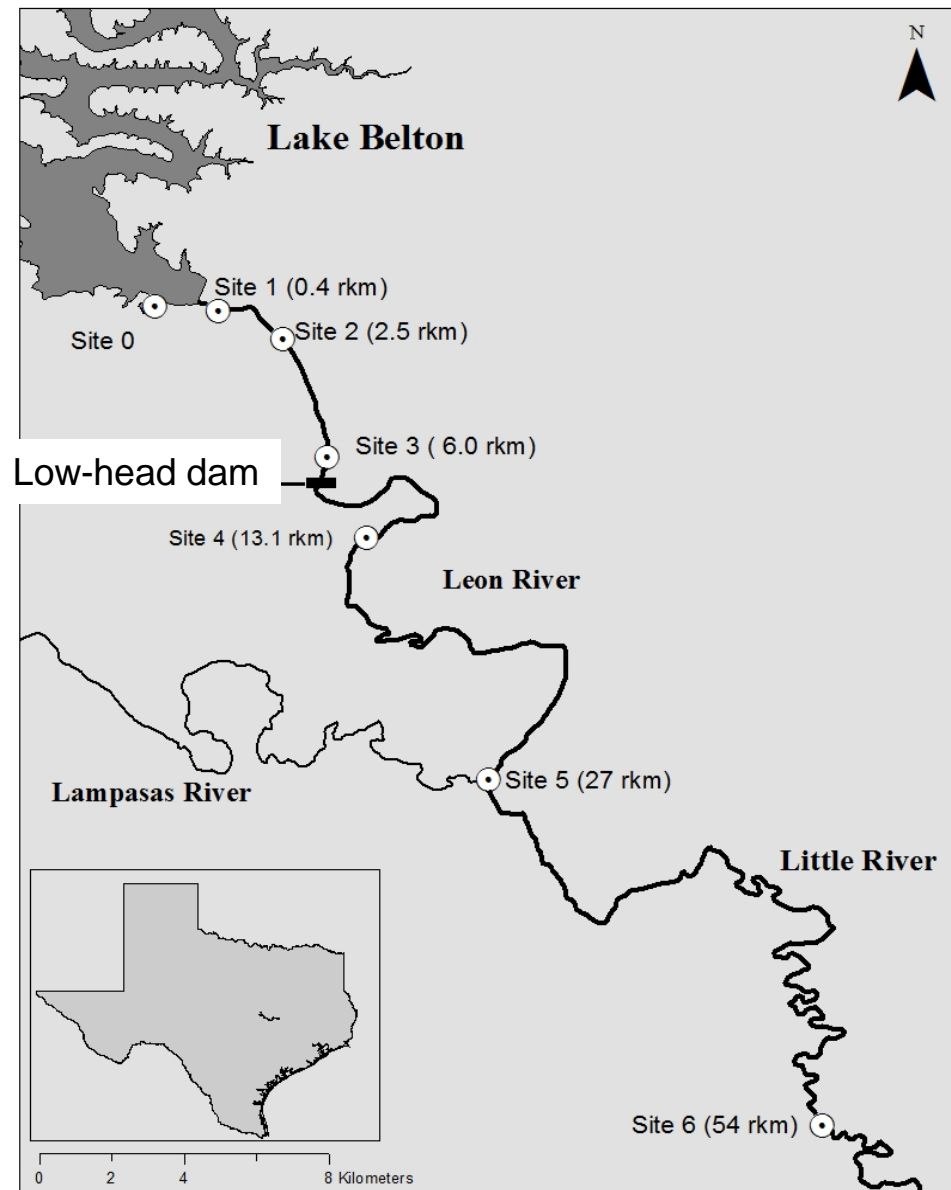 N
Lake Belton
Site 1 (0.4 rkm)
Site 0
Site 2 (2.5 rkm)
Site 3 ( 6.0 rkm)
Low-head dam
Site 4 (13.1 rkm)
Leon River
Site 5 (27 rkm)
Lampasas River
Little River
Site 6 (54 rkm)
0 2 4 8 Kilometers